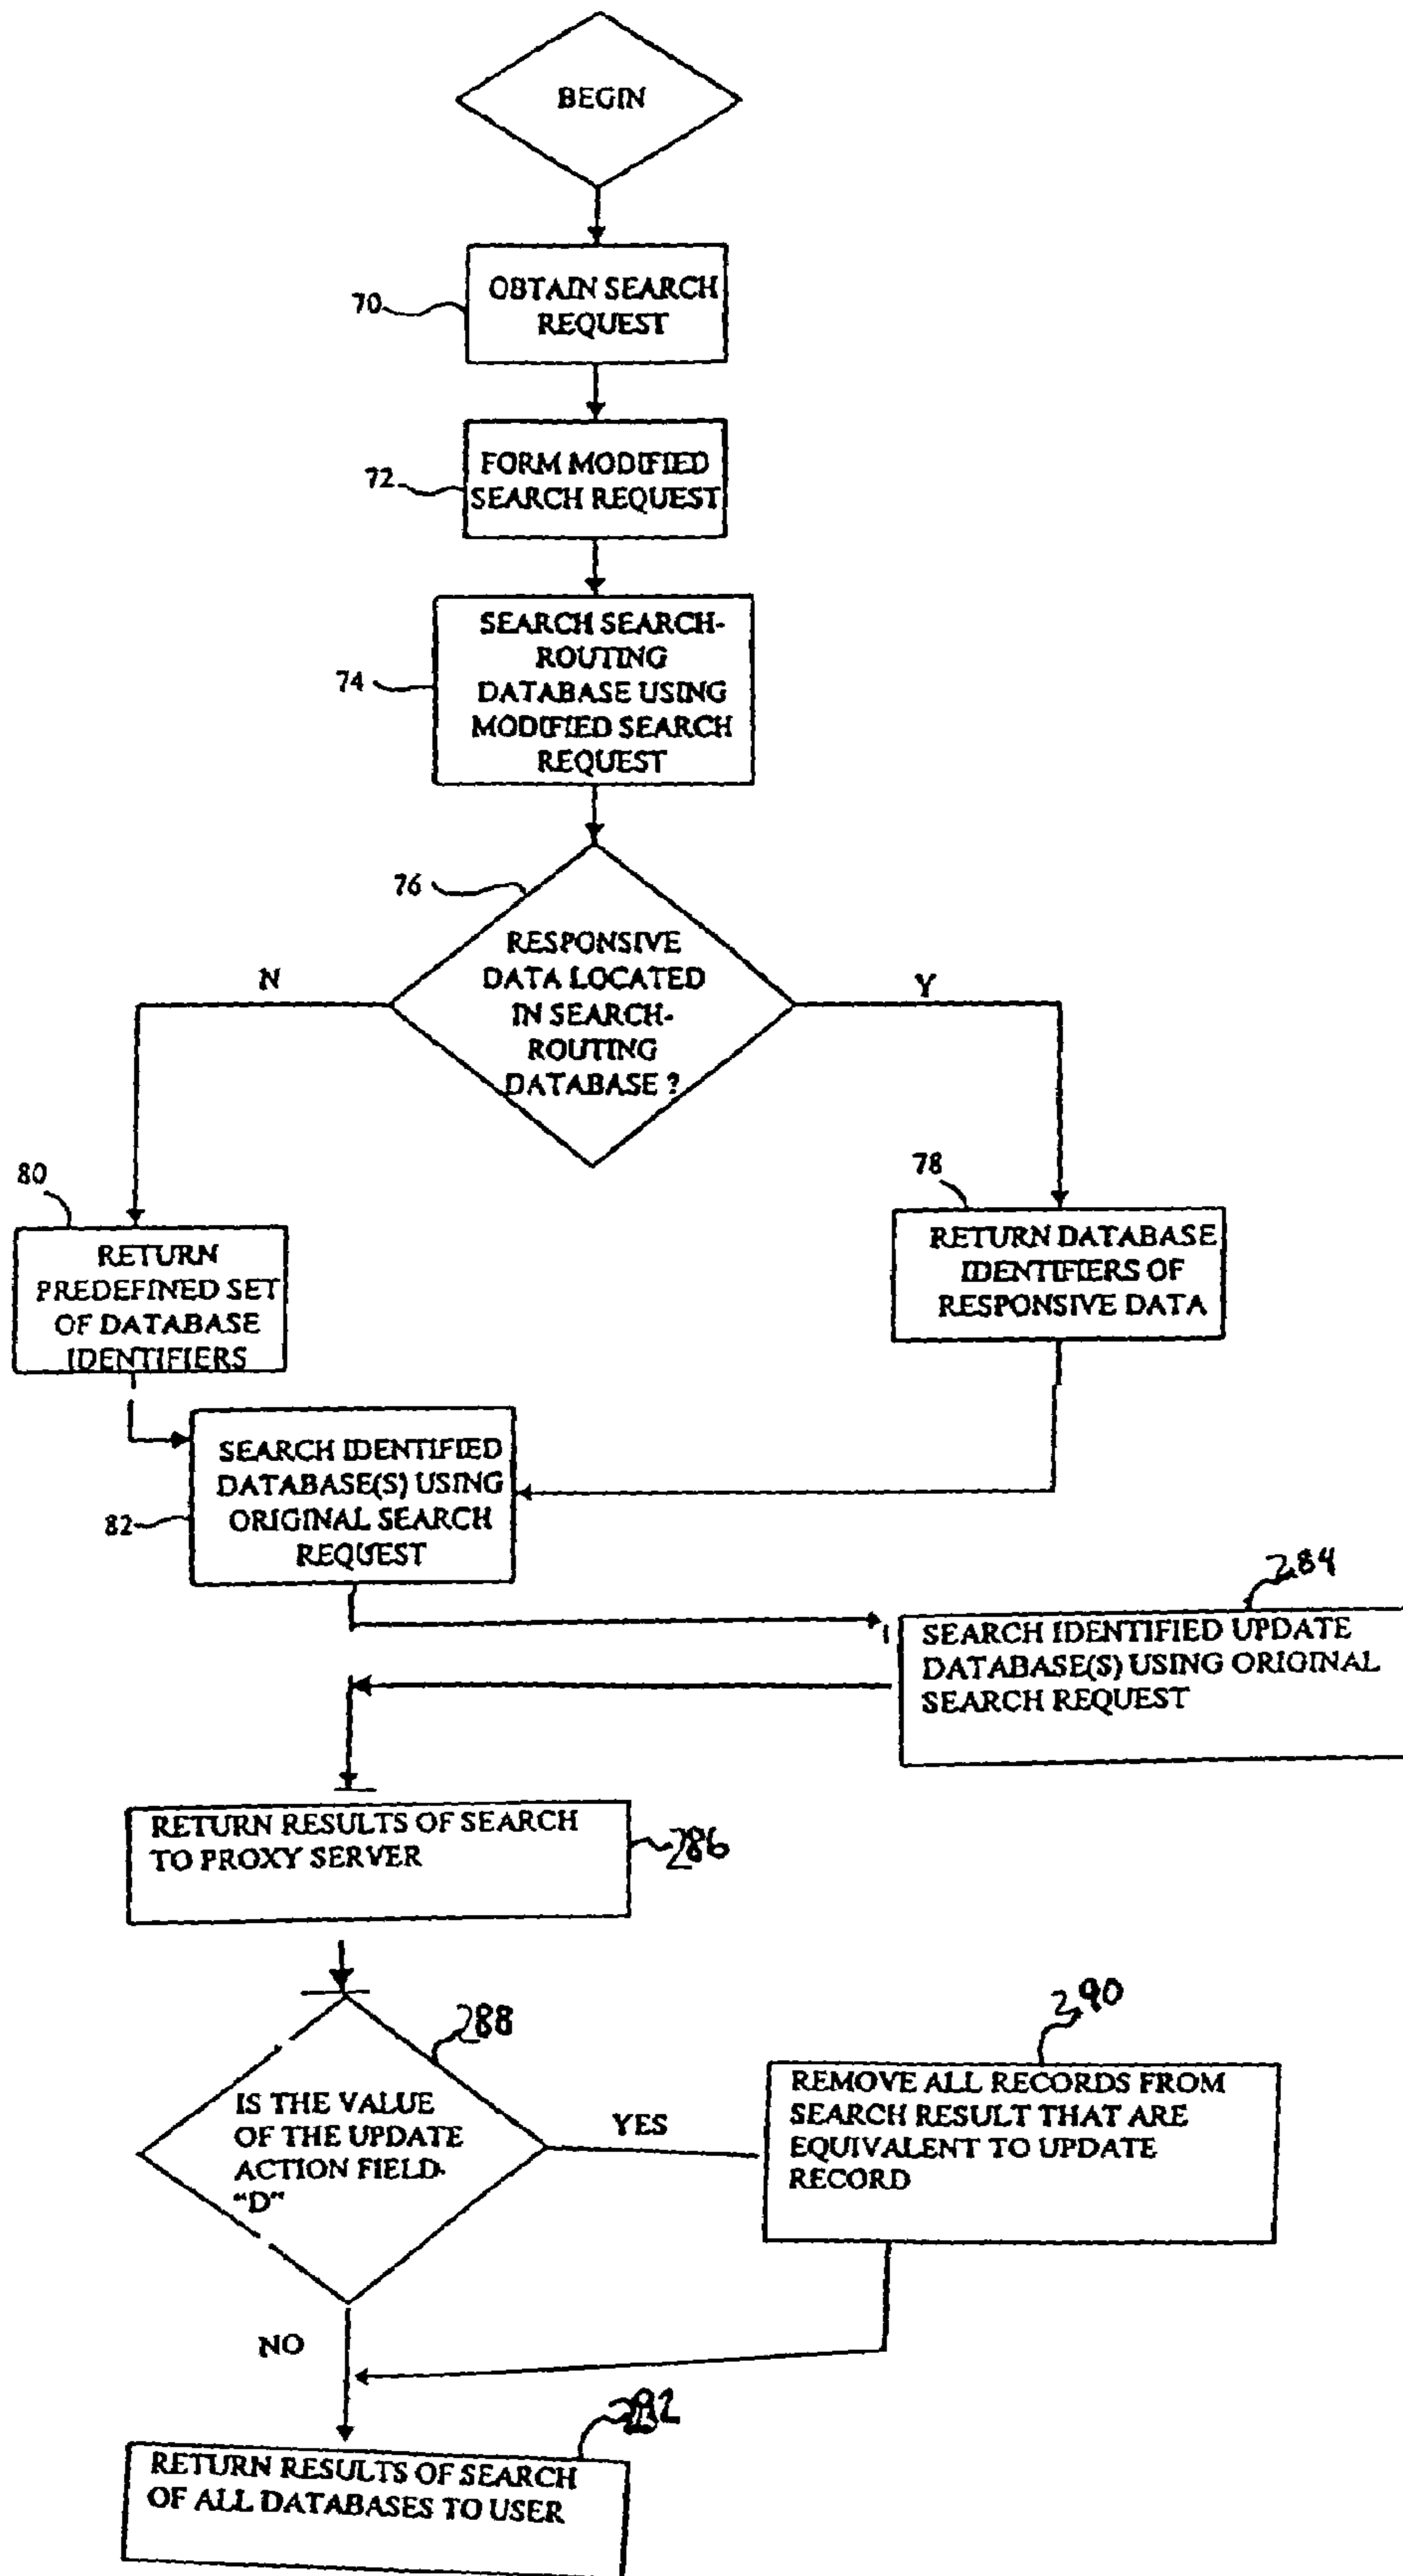 BEGIN
70
OBTAIN SEARCH
REQUEST
72
FORM MODIFIED
SEARCH REQUEST
74
SEARCH SEARCH-
ROUTING
DATABASE USING
MODIFIED SEARCH
REQUEST
76
RESPONSIVE
DATA LOCATED
IN SEARCH-
ROUTING
DATABASE ?
N
Y
80
RETURN
PREDEFINED SET
OF DATABASE
IDENTIFIERS
78
RETURN DATABASE
IDENTIFIERS OF
RESPONSIVE DATA
82
SEARCH IDENTIFIED
DATABASE(S) USING
ORIGINAL SEARCH
REQUEST
284
SEARCH IDENTIFIED UPDATE
DATABASE(S) USING ORIGINAL
SEARCH REQUEST
RETURN RESULTS OF SEARCH
TO PROXY SERVER
286
288
IS THE VALUE
OF THE UPDATE
ACTION FIELD-
"D"
YES
NO
290
REMOVE ALL RECORDS FROM
SEARCH RESULT THAT ARE
EQUIVALENT TO UPDATE
RECORD
RETURN RESULTS OF SEARCH
OF ALL DATABASES TO USER